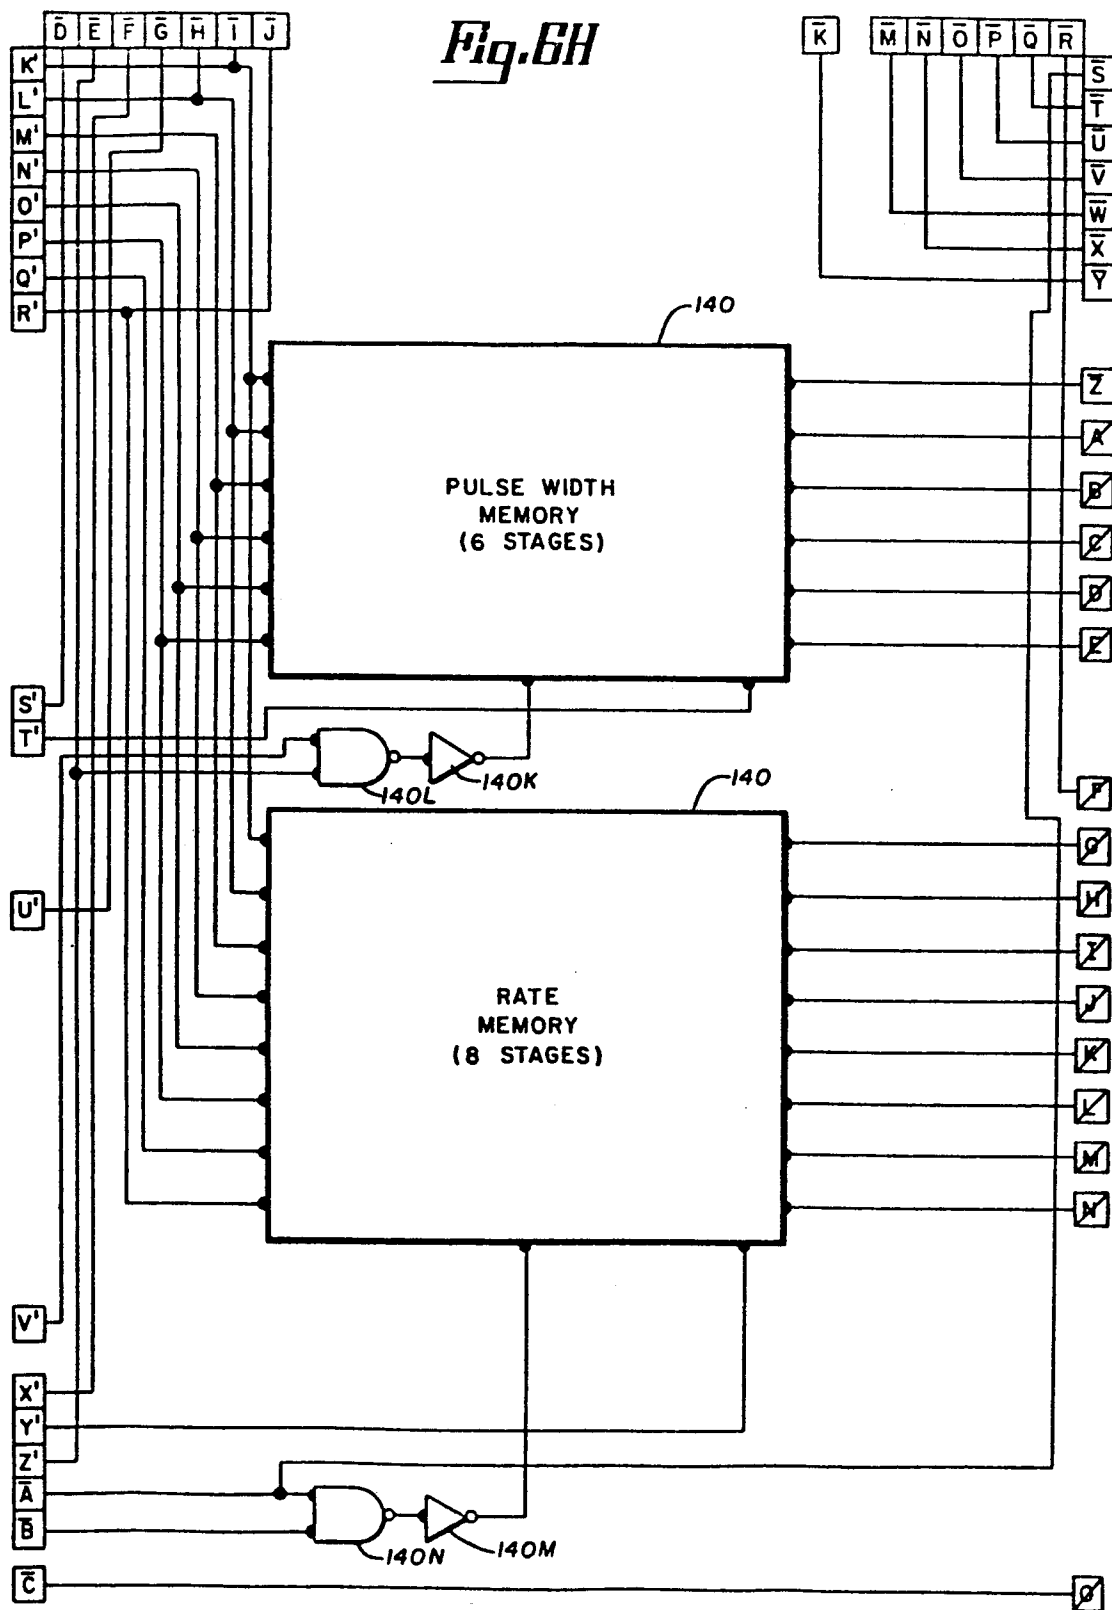 D̅ E̅ F̅ G̅ H̅ I̅ J̅
Fig.6H
K̅ M̅ N̅ O̅ P̅ Q̅ R̅
K'
L'
M'
N'
O'
P'
Q'
R'
S̅
T̅
U̅
V̅
W̅
X̅
Y̅
140
PULSE WIDTH
MEMORY
(6 STAGES)
Z̅
A̸
B̸
C̸
D̸
E̸
S'
T'
140L
140K
140
F̸
U'
RATE
MEMORY
(8 STAGES)
G̸
H̸
I̸
J̸
K̸
L̸
M̸
N̸
V'
X'
Y'
Z'
A̅
B̅
140N
140M
C̅
O̸